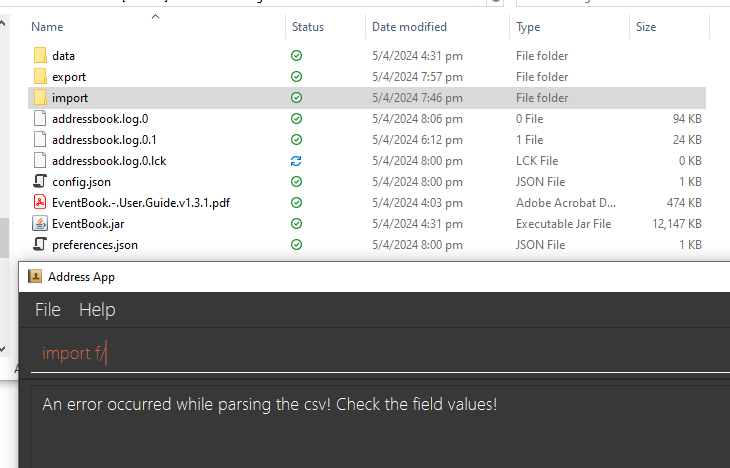 Name Status Date modified Type Size
data 5/4/2024 4:31 pm File folder
export 5/4/2024 7:57 pm File folder
import 5/4/2024 7:46 pm File folder
addressbook.log.0 5/4/2024 8:06 pm 0 File 94 KB
addressbook.log.0.1 5/4/2024 6:12 pm 1 File 24 KB
addressbook.log.0.lck 5/4/2024 8:00 pm LCK File 0 KB
config.json 5/4/2024 8:00 pm JSON File 1 KB
EventBook.-.User.Guide.v1.3.1.pdf 5/4/2024 4:03 pm Adobe Acrobat D... 474 KB
EventBook.jar 5/4/2024 4:31 pm Executable Jar File 12,147 KB
preferences.json 5/4/2024 8:00 pm JSON File 1 KB
Address App
File Help
import f/
An error occurred while parsing the csv! Check the field values!